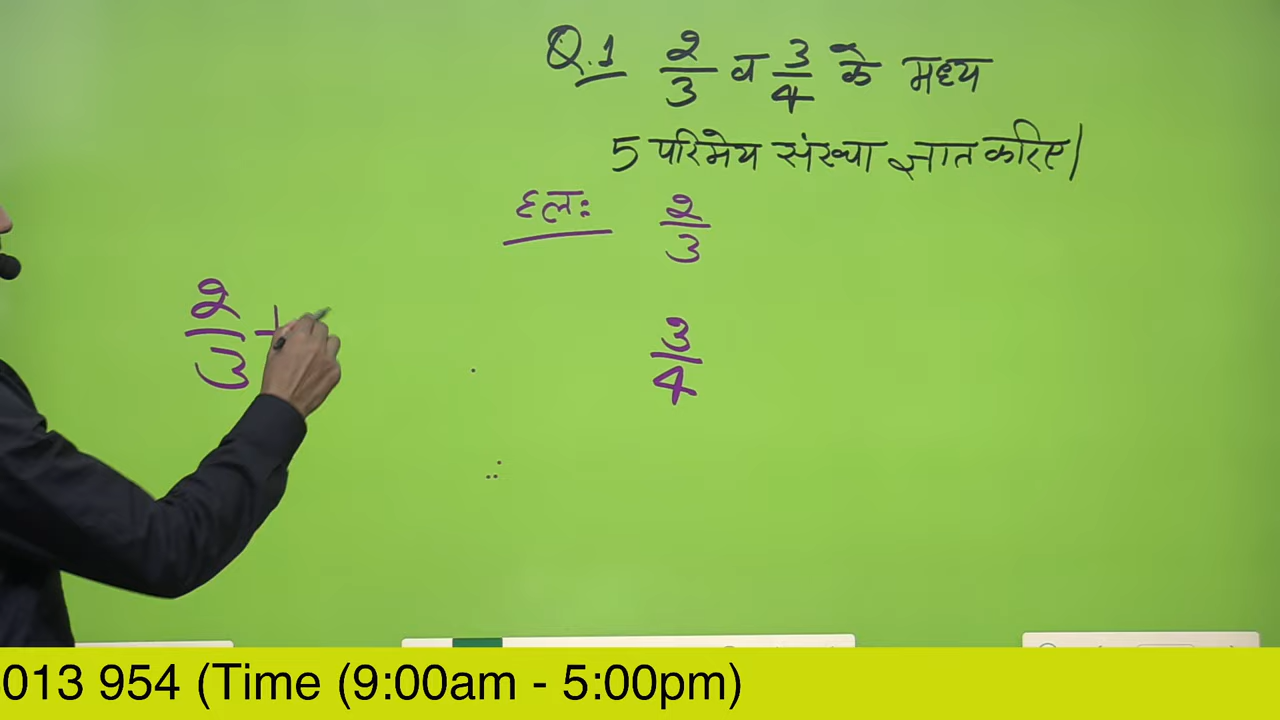 Q.1 2/3 व 3/4 के मध्य
5 परिमेय संख्या ज्ञात करिए।
हलः 2/3
3/4
2/3 +
013 954 (Time (9:00am - 5:00pm)